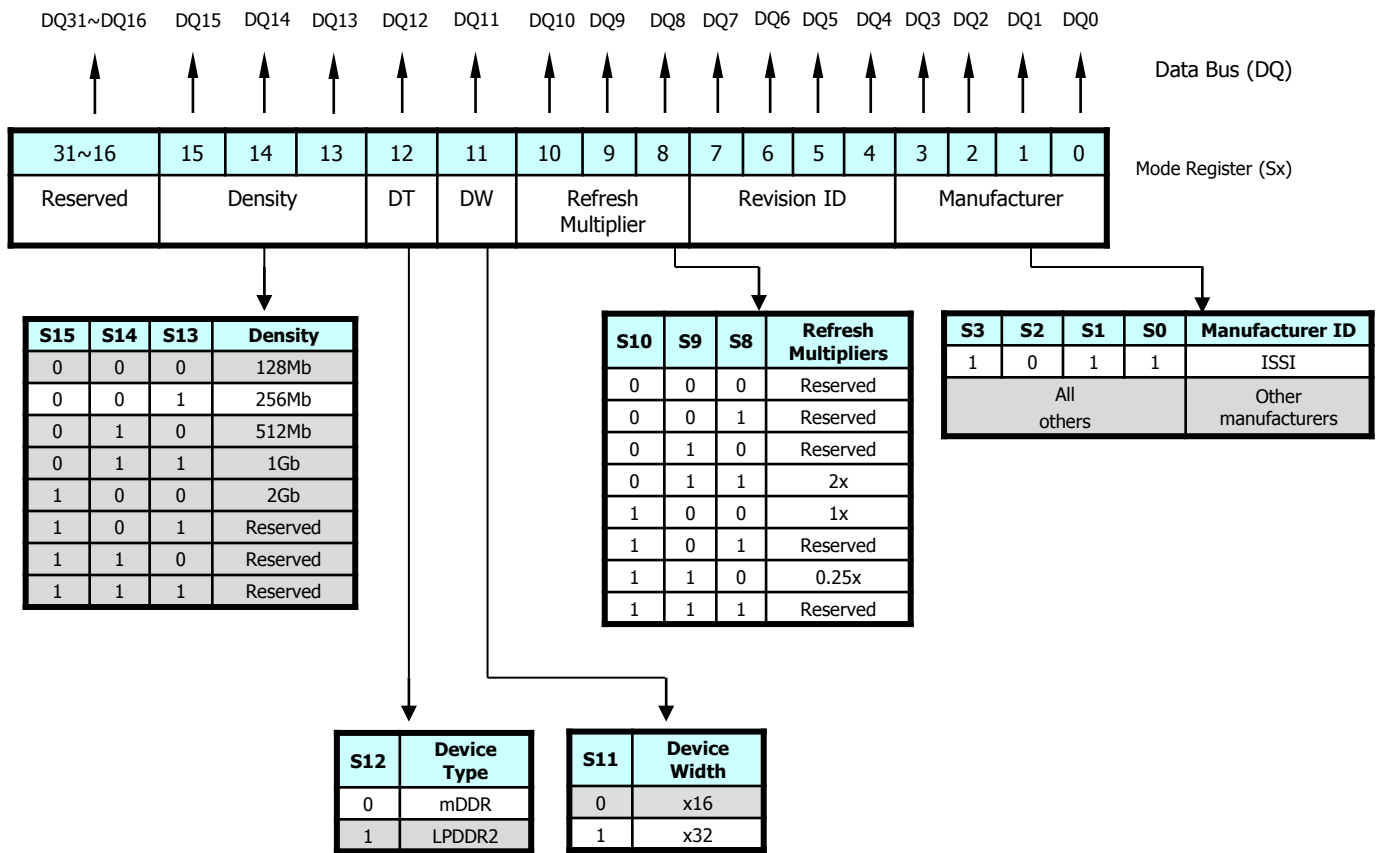 DQ31~DQ16 DQ15 DQ14 DQ13 DQ12 DQ11 DQ10 DQ9 DQ8 DQ7 DQ6 DQ5 DQ4 DQ3 DQ2 DQ1 DQ0
Data Bus (DQ)
31~16 15 14 13 12 11 10 9 8 7 6 5 4 3 2 1 0
Mode Register (Sx)
Reserved Density DT DW Refresh Revision ID Manufacturer
Multiplier
S15 S14 S13 Density
0 0 0 128Mb
0 0 1 256Mb
0 1 0 512Mb
0 1 1 1Gb
1 0 0 2Gb
1 0 1 Reserved
1 1 0 Reserved
1 1 1 Reserved
S10 S9 S8 Refresh
Multipliers
0 0 0 Reserved
0 0 1 Reserved
0 1 0 Reserved
0 1 1 2x
1 0 0 1x
1 0 1 Reserved
1 1 0 0.25x
1 1 1 Reserved
S3 S2 S1 S0 Manufacturer ID
1 0 1 1 ISSI
All Other
others manufacturers
S12 Device
Type
0 mDDR
1 LPDDR2
S11 Device
Width
0 x16
1 x32